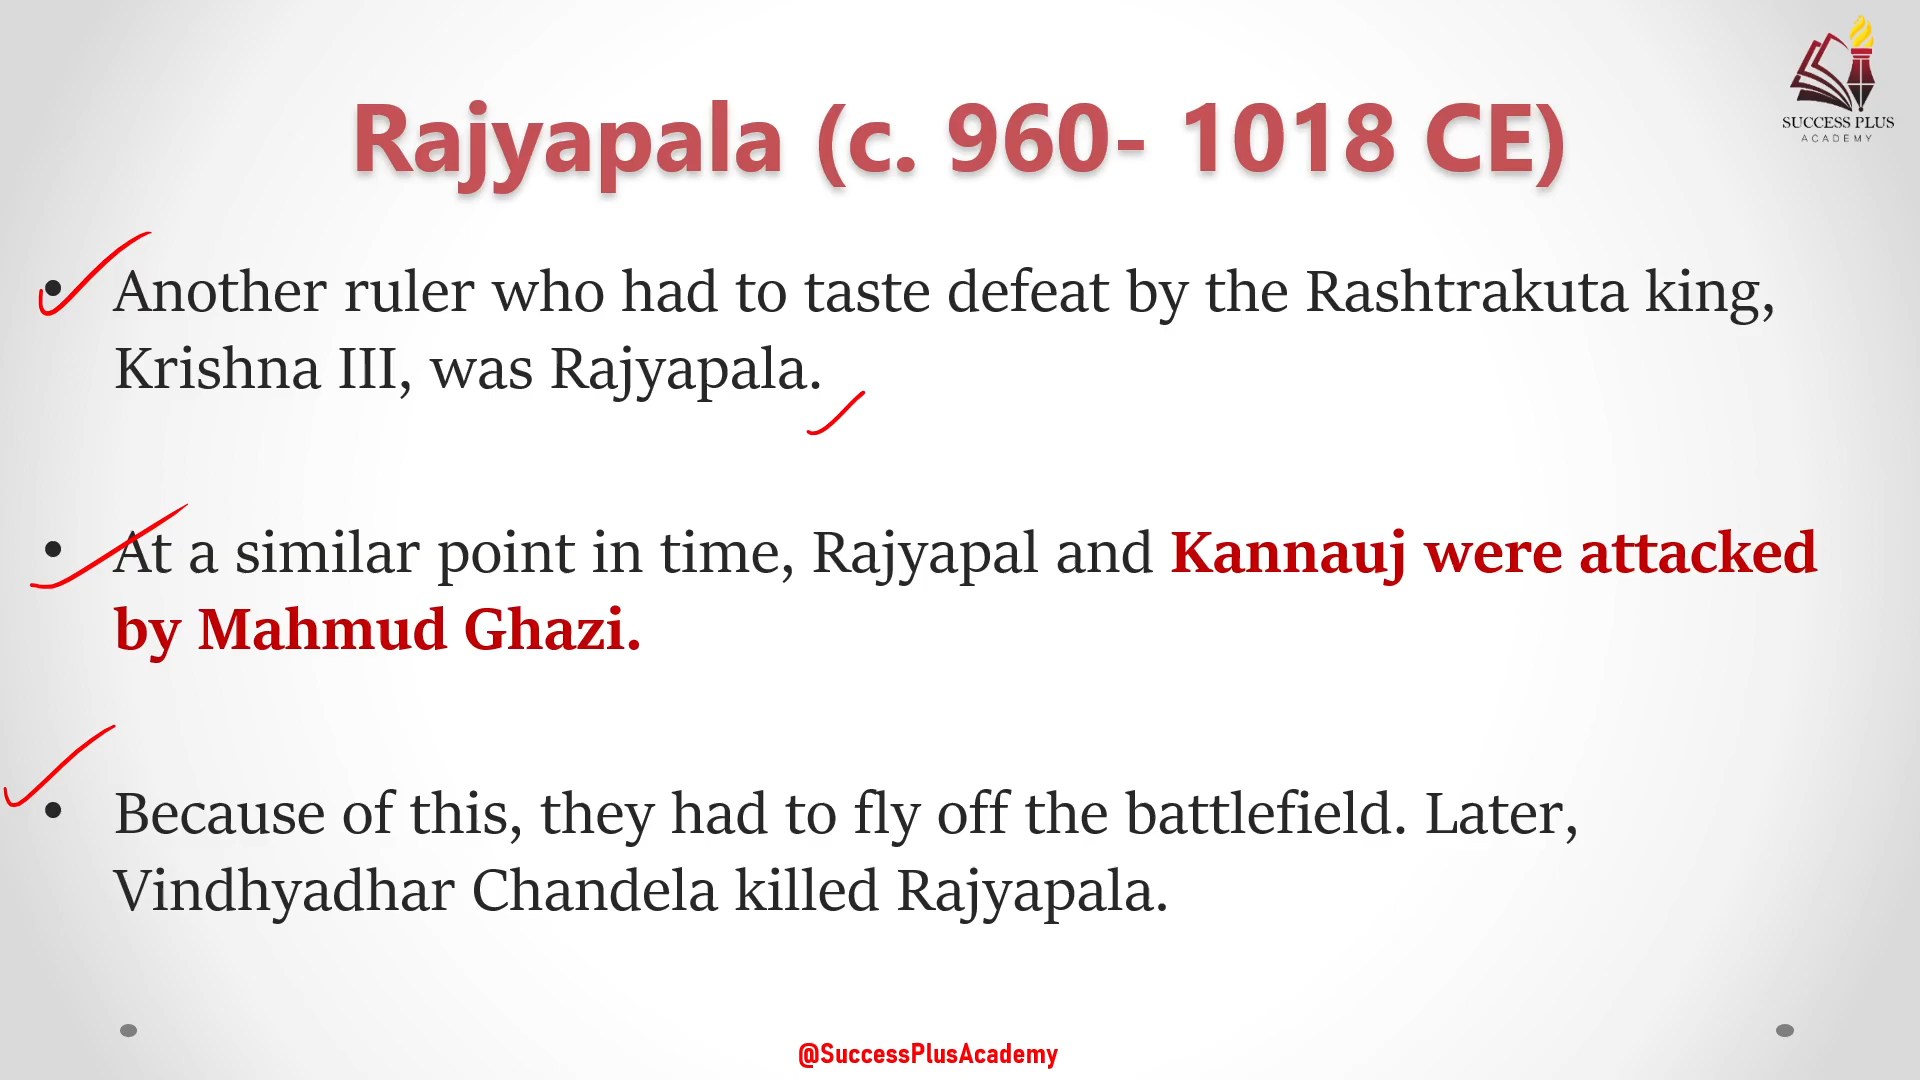 SUCCESS PLUS
ACADEMY
Rajyapala (c. 960- 1018 CE)
• Another ruler who had to taste defeat by the Rashtrakuta king,
Krishna III, was Rajyapala.
• At a similar point in time, Rajyapal and Kannauj were attacked
by Mahmud Ghazi.
• Because of this, they had to fly off the battlefield. Later,
Vindhyadhar Chandela killed Rajyapala.
@SuccessPlusAcademy